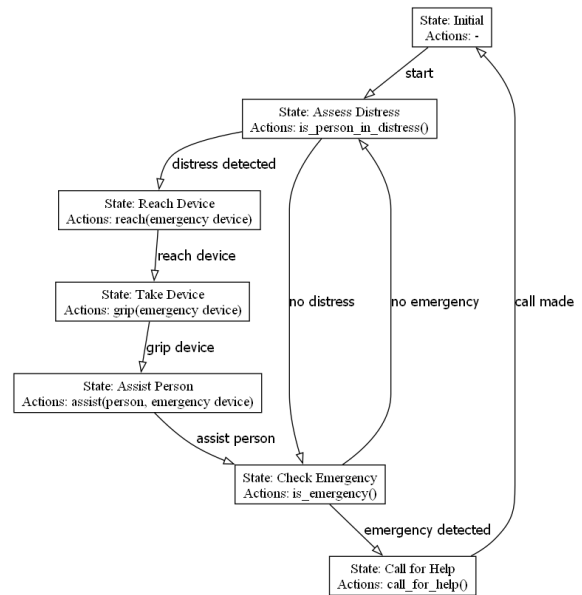 State: Initial
Actions: -
start
State: Assess Distress
Actions: is_person_in_distress()
distress detected
State: Reach Device
Actions: reach(emergency device)
reach device
State: Take Device
Actions: grip(emergency device)
no distress
no emergency
call made
grip device
State: Assist Person
Actions: assist(person, emergency device)
assist person
State: Check Emergency
Actions: is_emergency()
emergency detected
State: Call for Help
Actions: call_for_help()